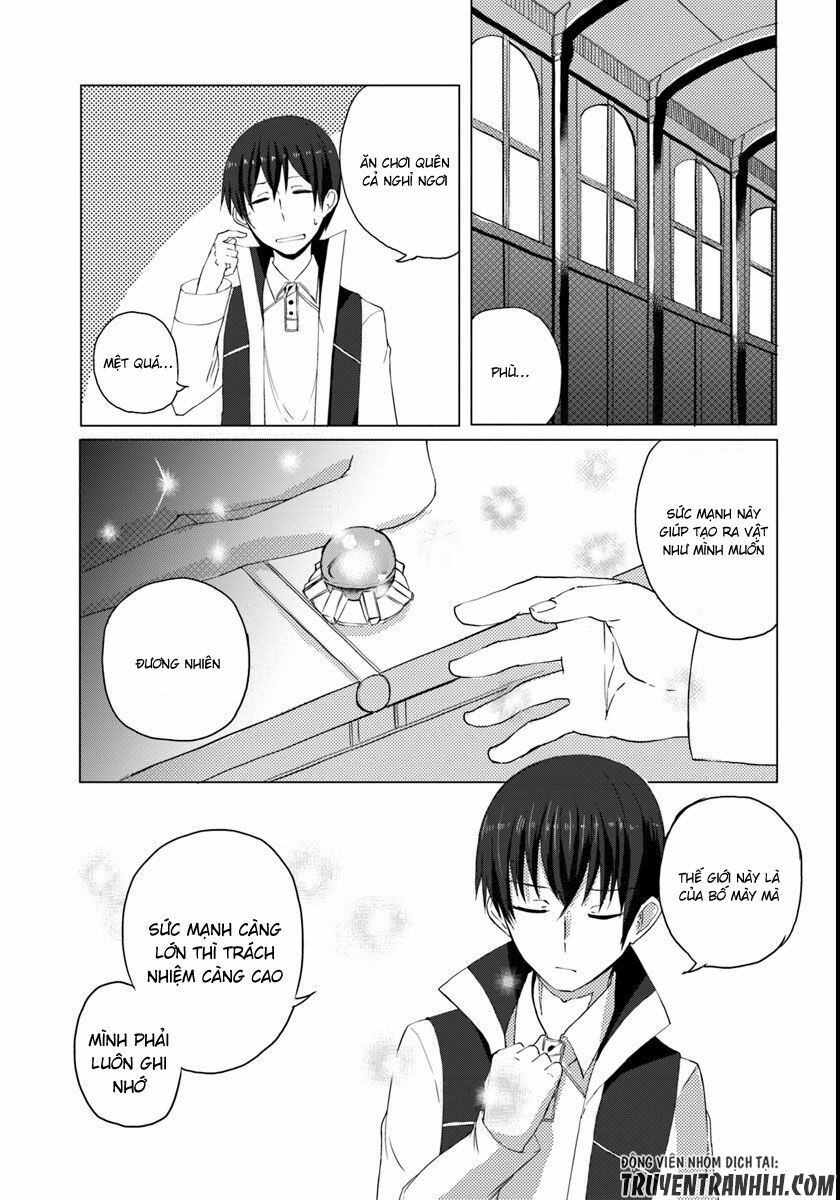 PHÙ...
ĂN CHƠI QUÊN
CẢ NGHỈ NGƠI
MỆT QUÁ...
SỨC MẠNH NÀY
GIÚP TẠO RA VẬT
NHƯ MÌNH MUỐN
ĐƯƠNG NHIÊN
THẾ GIỚI NÀY LÀ
CỦA BỐ MÀY MÀ
SỨC MẠNH CÀNG
LỚN THÌ TRÁCH
NHIỆM CÀNG CAO
MÌNH PHẢI
LUÔN GHI
NHỚ
ĐỘNG VIÊN NHÓM DỊCH TẠI:
TRUYENTRANHLH.COM